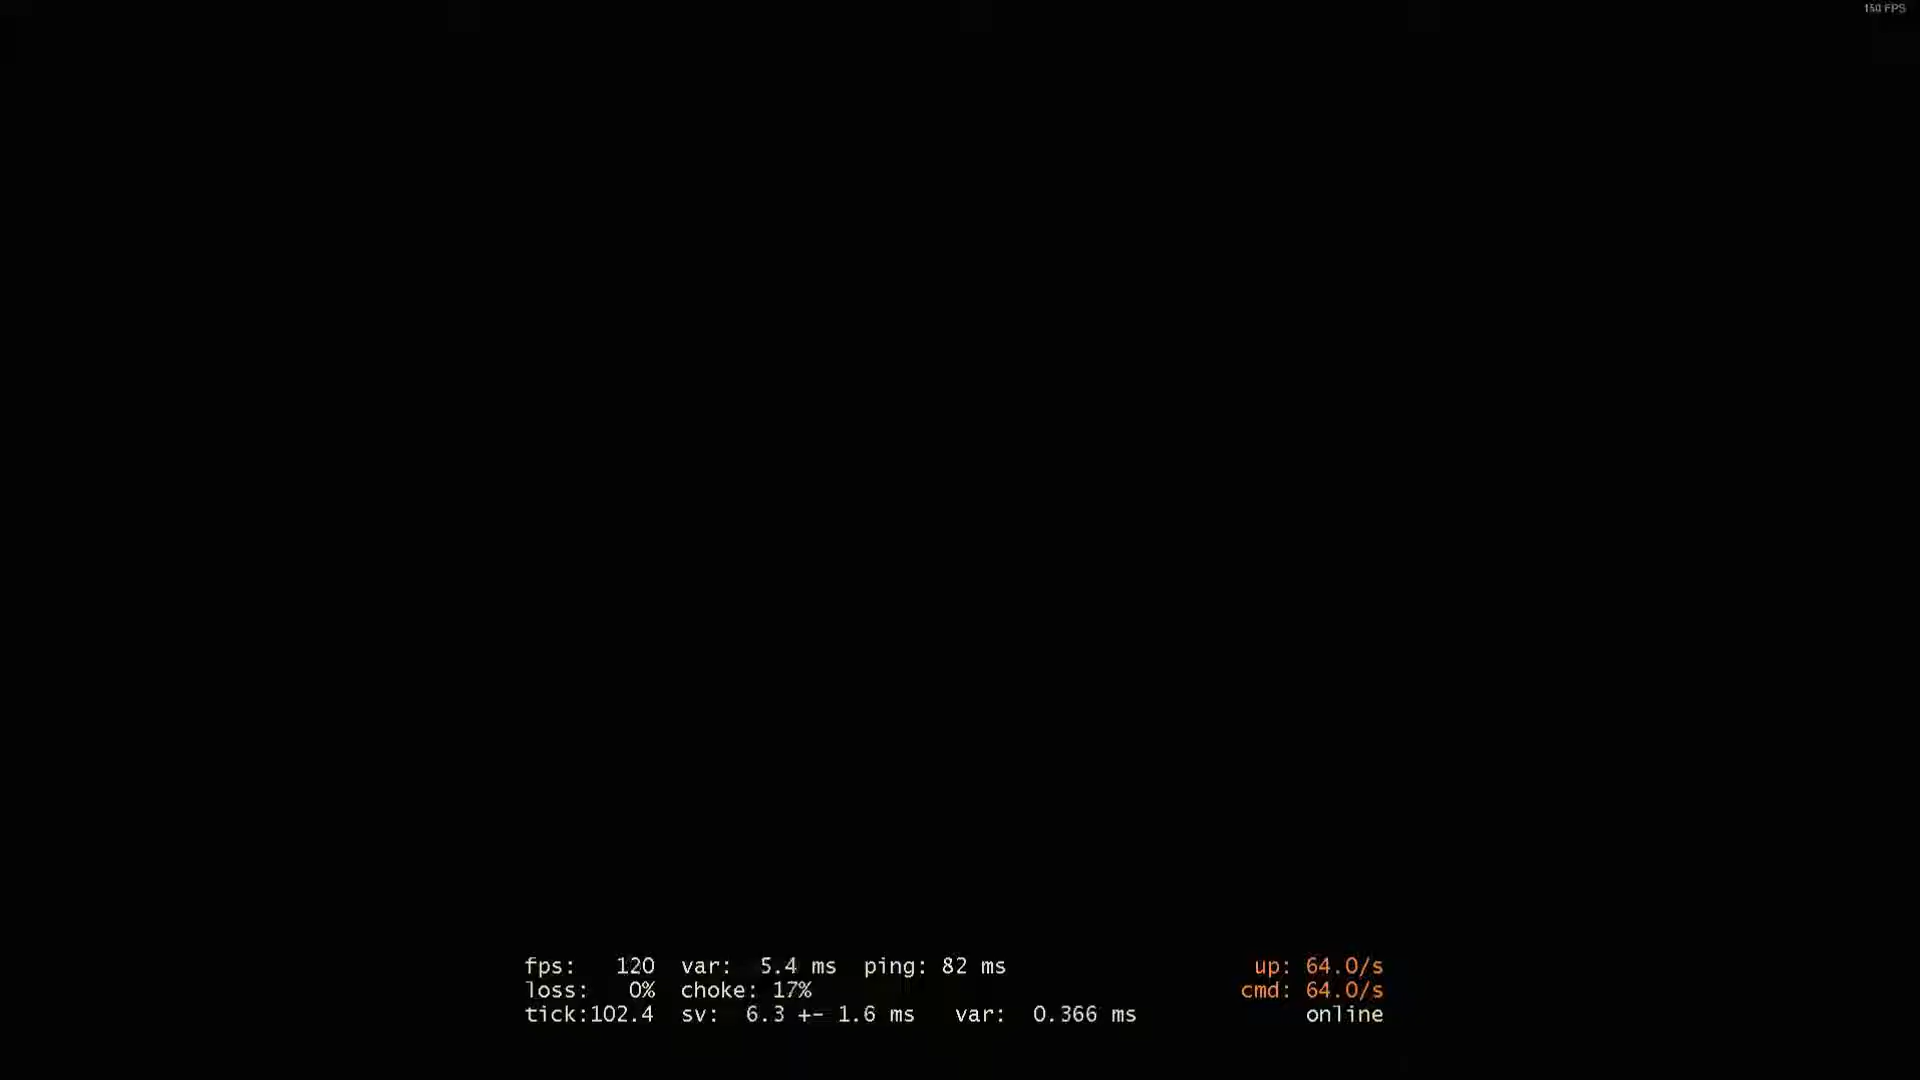 150 FPS
fps: 120 var: 5.4 ms ping: 82 ms up: 64.0/s
loss: 0% choke: 17% cmd: 64.0/s
tick:102.4 sv: 6.3 +- 1.6 ms var: 0.366 ms online